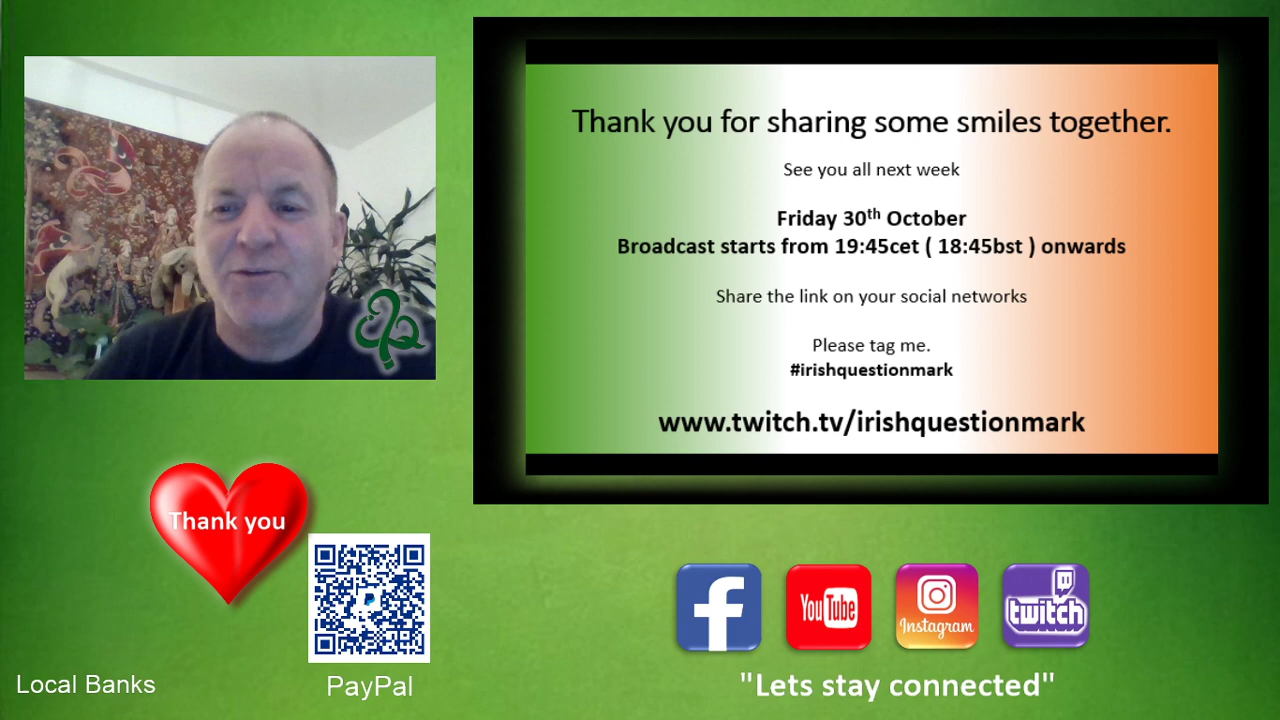 Thank you for sharing some smiles together.
See you all next week
Friday 30th October
Broadcast starts from 19:45cet ( 18:45bst ) onwards
Share the link on your social networks
Please tag me.
#irishquestionmark
www.twitch.tv/irishquestionmark
Thank you
Local Banks
PayPal
f
YouTube
Instagram
twitch
"Lets stay connected"